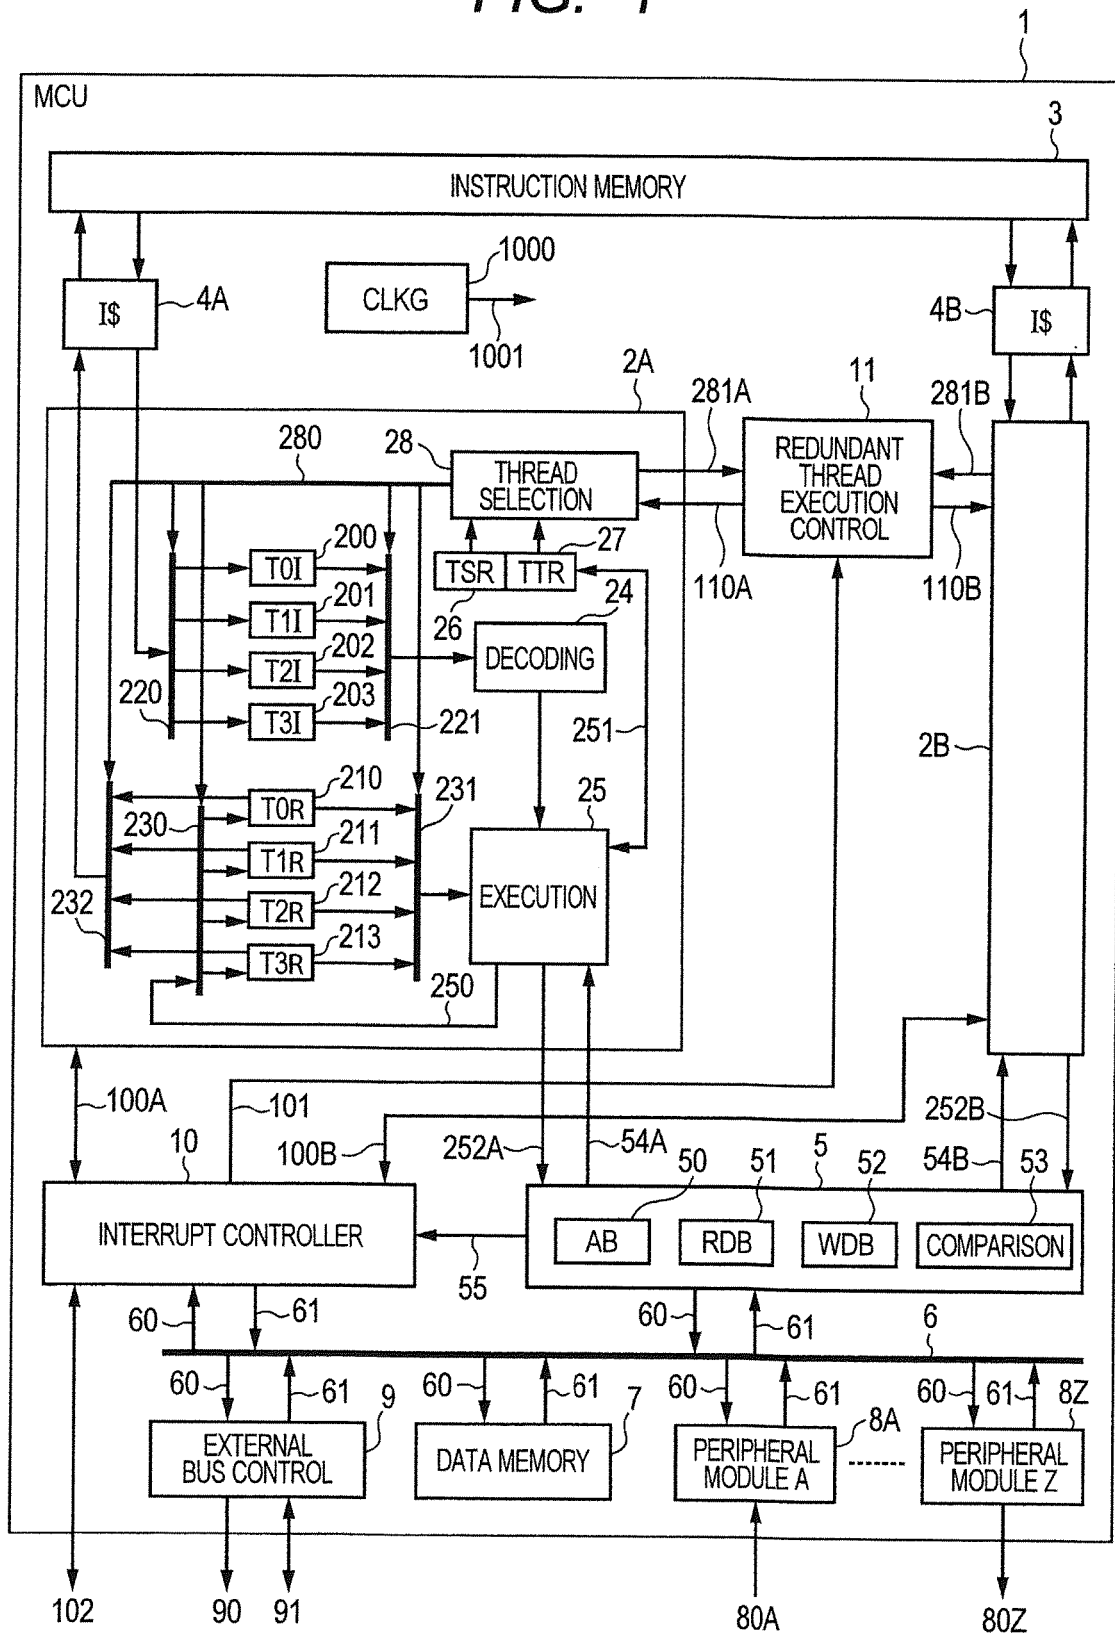 FIG. 1
1
MCU
3
INSTRUCTION MEMORY
1000
CLKG
1001
4A
I$
4B
I$
2A
281A
11
281B
280
28
THREAD
SELECTION
REDUNDANT
THREAD
EXECUTION
CONTROL
110A
110B
200
T0I
201
T1I
202
T2I
203
T3I
TSR
TTR
27
26
24
DECODING
220
221
251
2B
210
T0R
231
25
230
211
T1R
212
T2R
213
T3R
232
EXECUTION
250
100A
101
100B
252A
54A
252B
54B
10
INTERRUPT CONTROLLER
5
50
AB
51
RDB
52
WDB
53
COMPARISON
55
60
61
60
61
6
60
61
60
61
60
61
60
61
9
EXTERNAL
BUS CONTROL
7
DATA MEMORY
8A
PERIPHERAL
MODULE A
8Z
PERIPHERAL
MODULE Z
102
90
91
80A
80Z